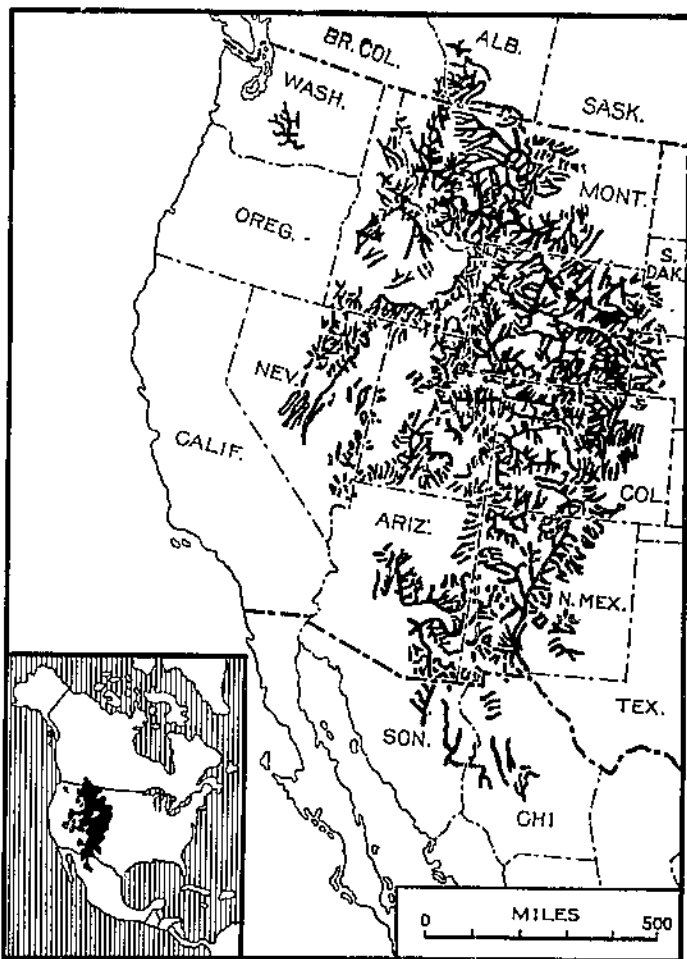 BR. COL.
ALB.
SASK.
WASH.
MONT.
OREG.
S.
DAK.
NEV.
CALIF.
COL.
ARIZ.
N. MEX.
TEX.
SON.
CHI
MILES
0 500